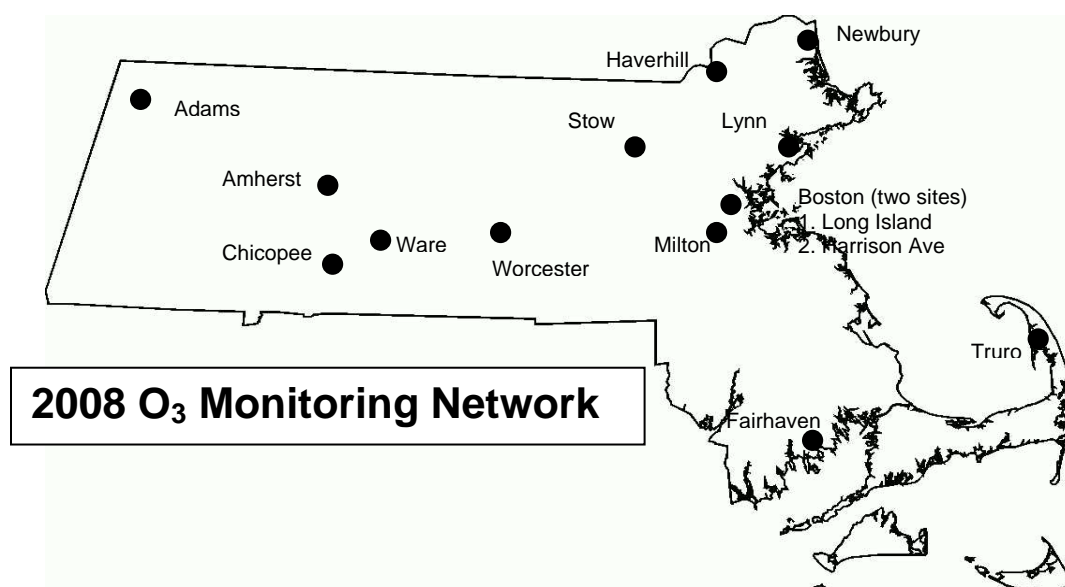 Newbury
Haverhill
Adams
Stow
Lynn
Amherst
Boston (two sites)
1. Long Island
2. Harrison Ave
Milton
Chicopee
Ware
Worcester
Truro
2008 O₃ Monitoring Network
Fairhaven